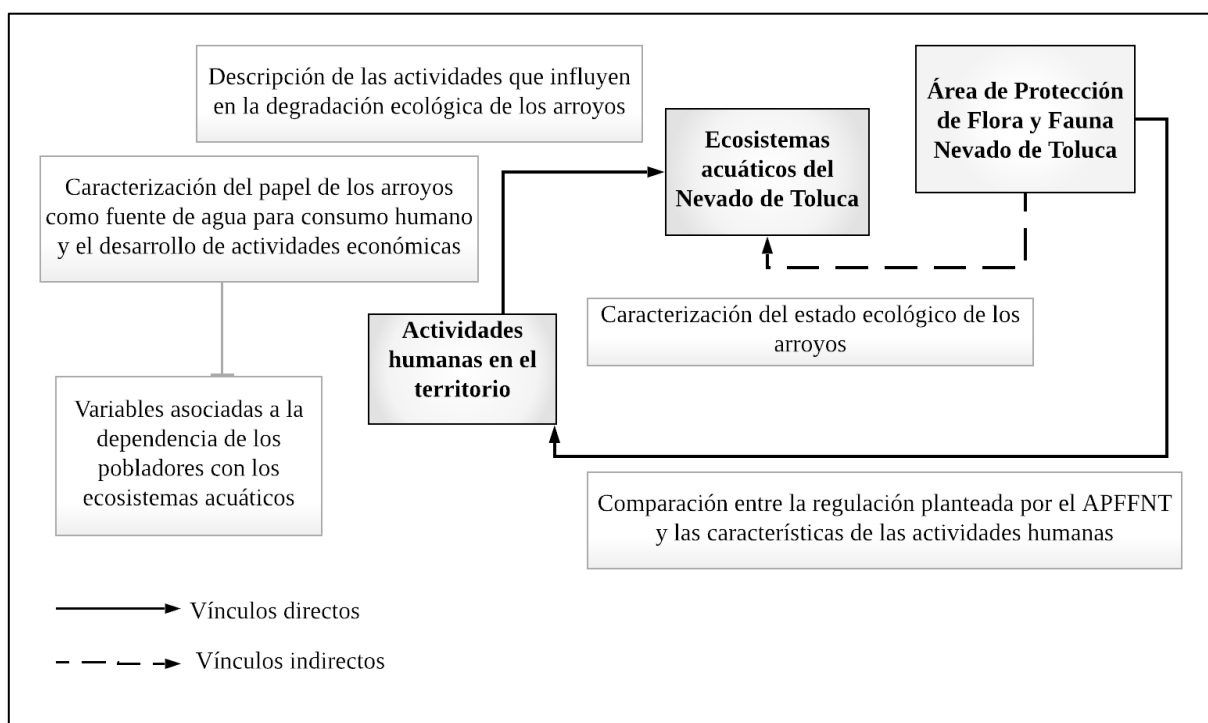 Descripción de las actividades que influyen
en la degradación ecológica de los arroyos
Ecosistemas
acuáticos del
Nevado de Toluca
Área de Protección
de Flora y Fauna
Nevado de Toluca
Caracterización del papel de los arroyos
como fuente de agua para consumo humano
y el desarrollo de actividades económicas
Actividades
humanas en el
territorio
Caracterización del estado ecológico de los
arroyos
Variables asociadas a la
dependencia de los
pobladores con los
ecosistemas acuáticos
Comparación entre la regulación planteada por el APFFNT
y las características de las actividades humanas
Vínculos directos
Vínculos indirectos